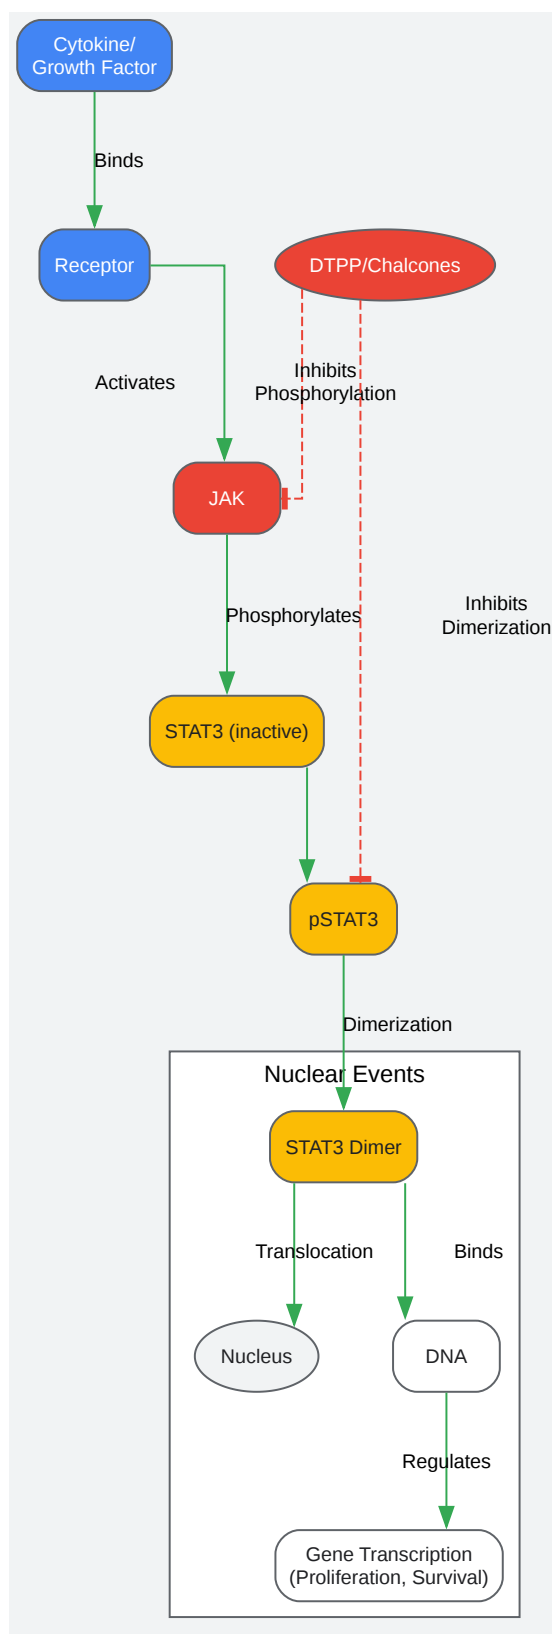 Cytokine/
Growth Factor
Binds
Receptor
DTPP/Chalcones
Activates
Inhibits
Phosphorylation
JAK
Phosphorylates
Inhibits
Dimerization
STAT3 (inactive)
pSTAT3
Dimerization
Nuclear Events
STAT3 Dimer
Translocation
Binds
Nucleus
DNA
Regulates
Gene Transcription
(Proliferation, Survival)